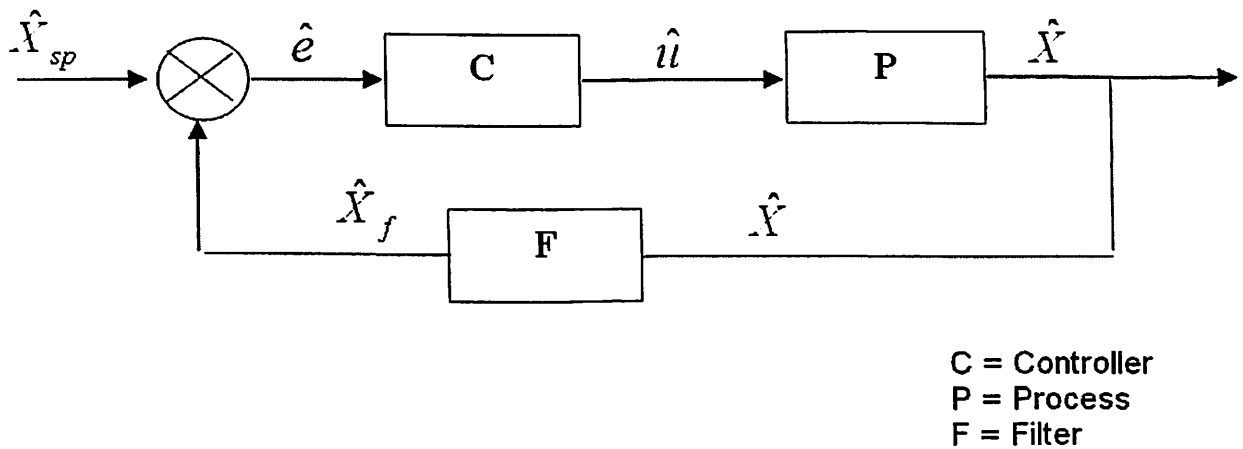 X̂sp
ê
C
û
P
X̂
X̂f
F
X̂
C = Controller
P = Process
F = Filter